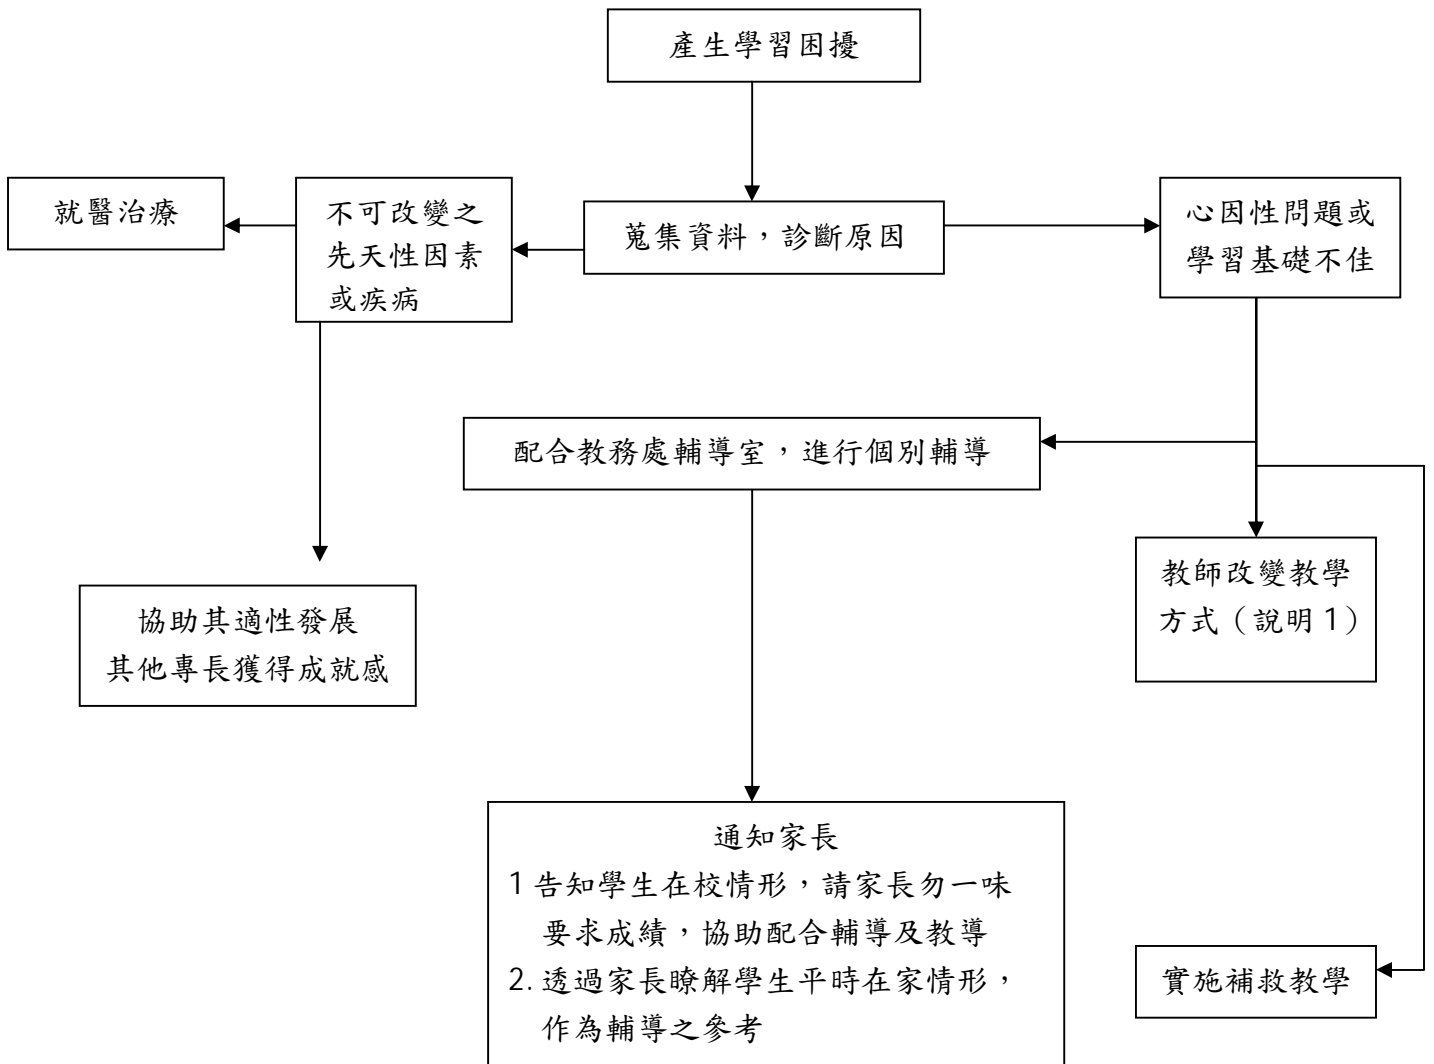 產生學習困擾
就醫治療
不可改變之
先天性因素
或疾病
蒐集資料，診斷原因
心因性問題或
學習基礎不佳
配合教務處輔導室，進行個別輔導
教師改變教學
方式（說明1）
協助其適性發展
其他專長獲得成就感
通知家長
1 告知學生在校情形，請家長勿一味
要求成績，協助配合輔導及教導
2. 透過家長瞭解學生平時在家情形，
作為輔導之參考
實施補救教學